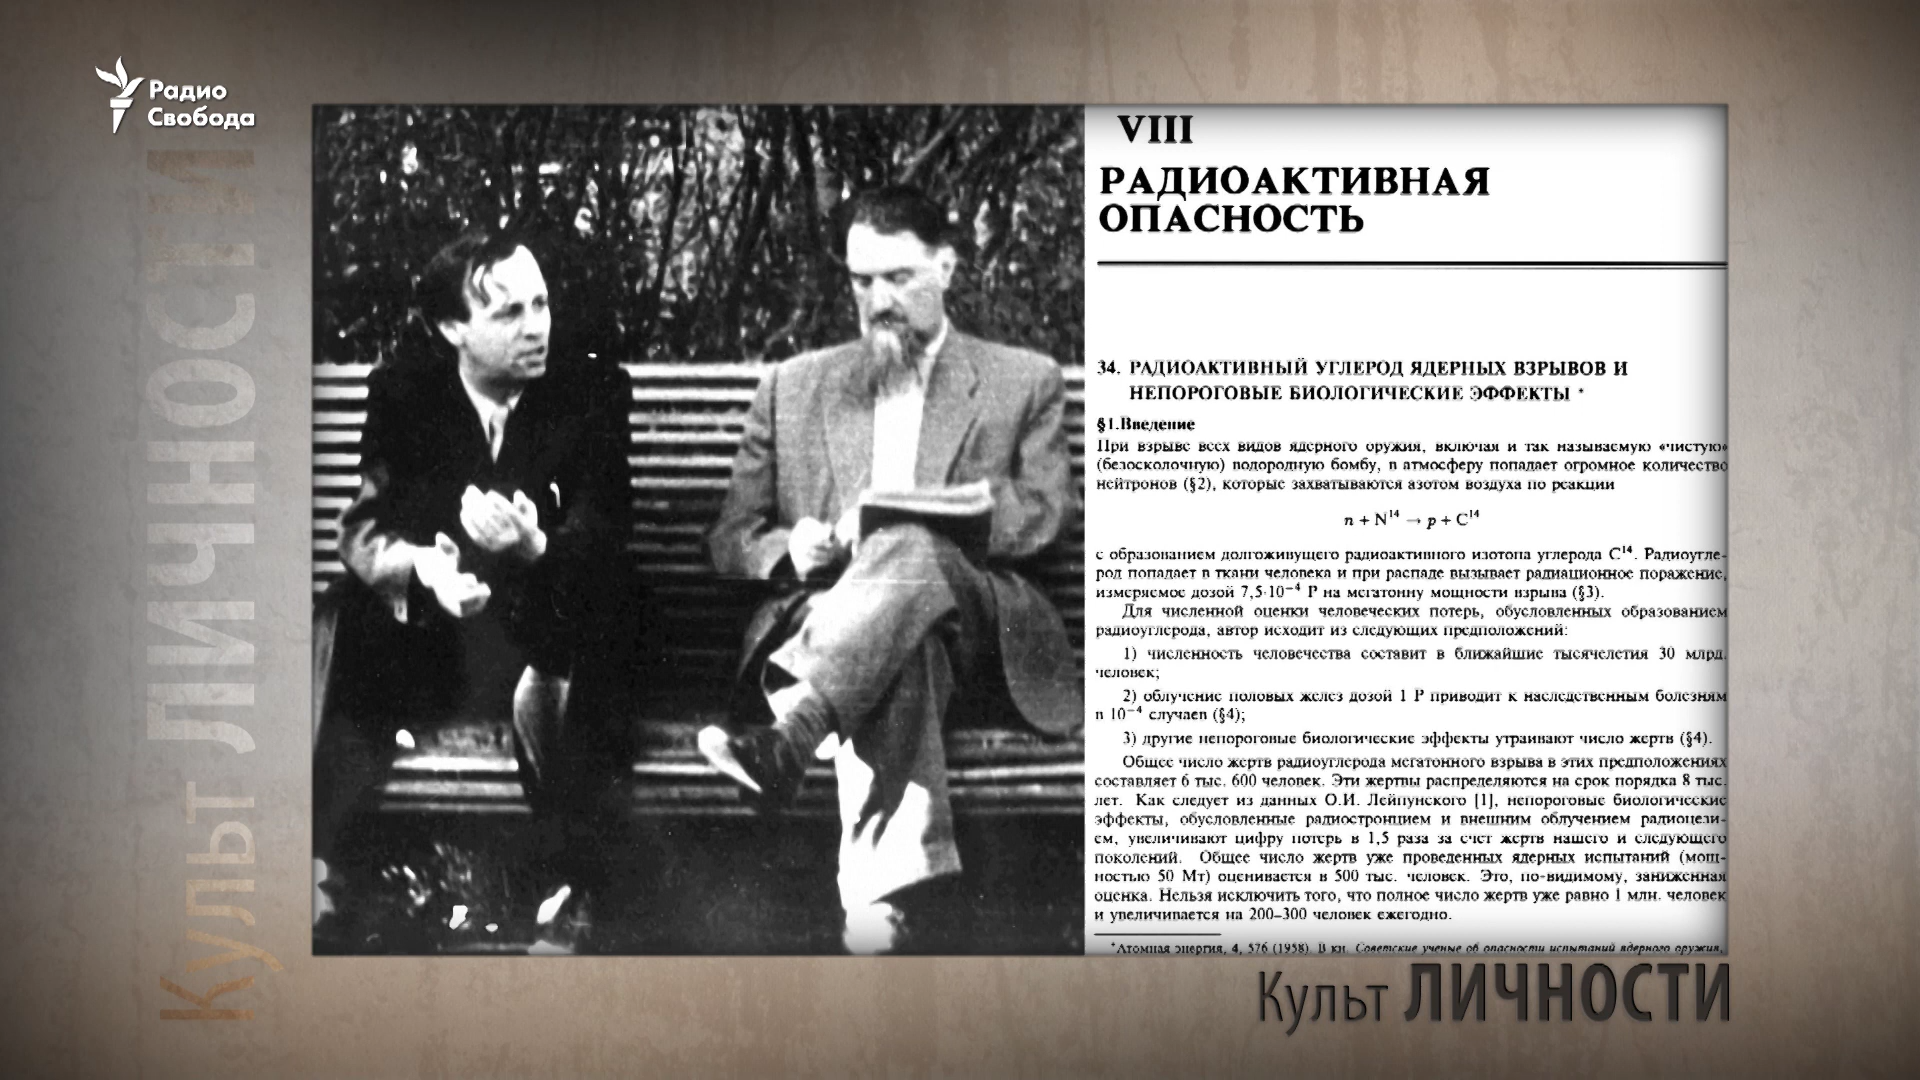 Радио
Свобода
Культ ЛИЧНОСТИ
VIII
РАДИОАКТИВНАЯ
ОПАСНОСТЬ
34. РАДИОАКТИВНЫЙ УГЛЕРОД ЯДЕРНЫХ ВЗРЫВОВ И
НЕПОРОГОВЫЕ БИОЛОГИЧЕСКИЕ ЭФФЕКТЫ *
§1.Введение
При взрыве всех видов ядерного оружия, включая и так называемую «чистую»
(безосколочную) водородную бомбу, в атмосферу попадает огромное количество
нейтронов (§2), которые захватываются азотом воздуха по реакции
n + N¹⁴ → p + C¹⁴
с образованием долгоживущего радиоактивного изотопа углерода C¹⁴. Радиоугле-
род попадает в ткани человека и при распаде вызывает радиационное поражение,
измеряемое дозой 7,5·10⁻⁴ Р на мегатонну мощности взрыва (§3).
Для численной оценки человеческих потерь, обусловленных образованием
радиоуглерода, автор исходит из следующих предположений:
1) численность человечества составит в ближайшие тысячелетия 30 млрд.
человек;
2) облучение половых желез дозой 1 Р приводит к наследственным болезням
в 10⁻⁴ случаев (§4);
3) другие непороговые биологические эффекты утраивают число жертв (§4).
Общее число жертв радиоуглерода мегатонного взрыва в этих предположениях
составляет 6 тыс. 600 человек. Эти жертвы распределяются на срок порядка 8 тыс.
лет. Как следует из данных О.И. Лейпунского [1], непороговые биологические
эффекты, обусловленные радиостронцием и внешним облучением радиоцези-
ем, увеличивают цифру потерь в 1,5 раза за счет жертв нашего и следующего
поколений. Общее число жертв уже проведенных ядерных испытаний (мощ-
ностью 50 Мт) оценивается в 500 тыс. человек. Это, по-видимому, заниженная
оценка. Нельзя исключить того, что полное число жертв уже равно 1 млн. человек
и увеличивается на 200–300 человек ежегодно.
*Атомная энергия, 4, 576 (1958). В кн. Советские ученые об опасности испытаний ядерного оружия,
Культ ЛИЧНОСТИ